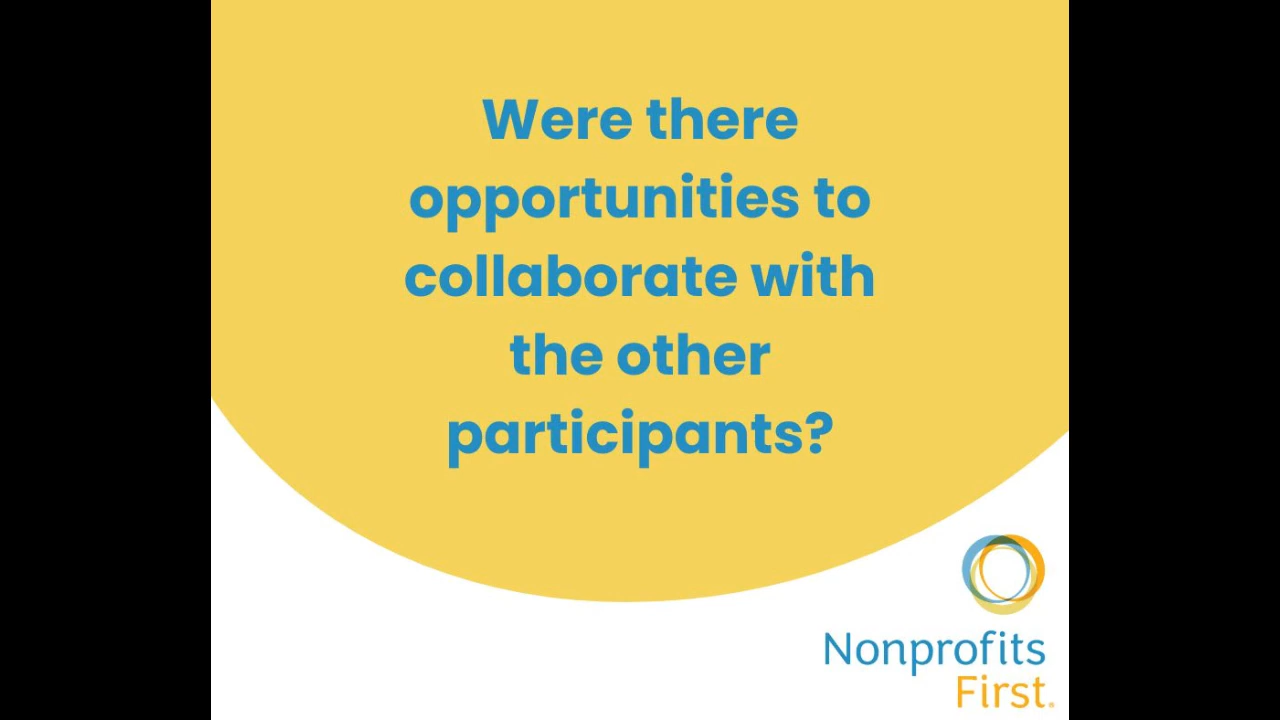 Were there
opportunities to
collaborate with
the other
participants?
Nonprofits
First.